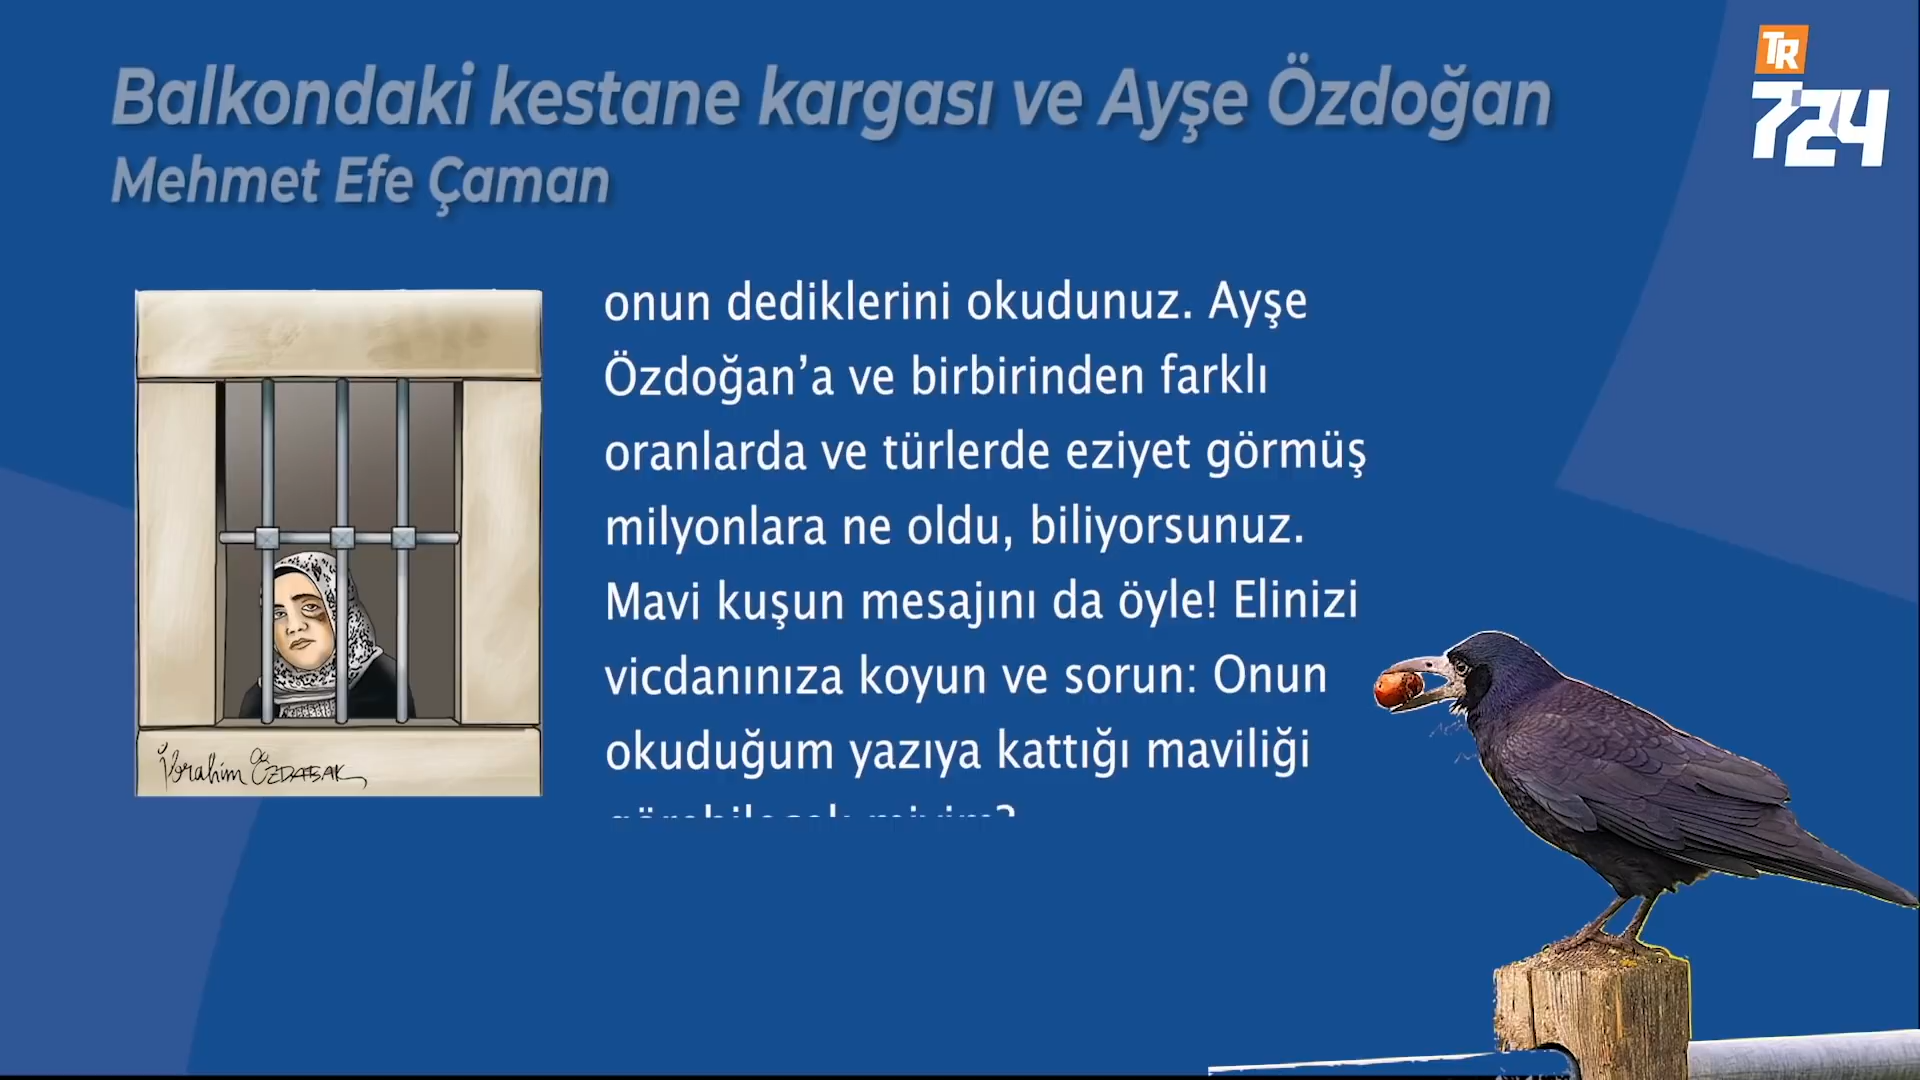 Balkondaki kestane kargası ve Ayşe Özdoğan
Mehmet Efe Çaman
TR
724
onun dediklerini okudunuz. Ayşe
Özdoğan’a ve birbirinden farklı
oranlarda ve türlerde eziyet görmüş
milyonlara ne oldu, biliyorsunuz.
Mavi kuşun mesajını da öyle! Elinizi
vicdanınıza koyun ve sorun: Onun
okuduğum yazıya kattığı maviliği
İbrahim ÖZDABAK